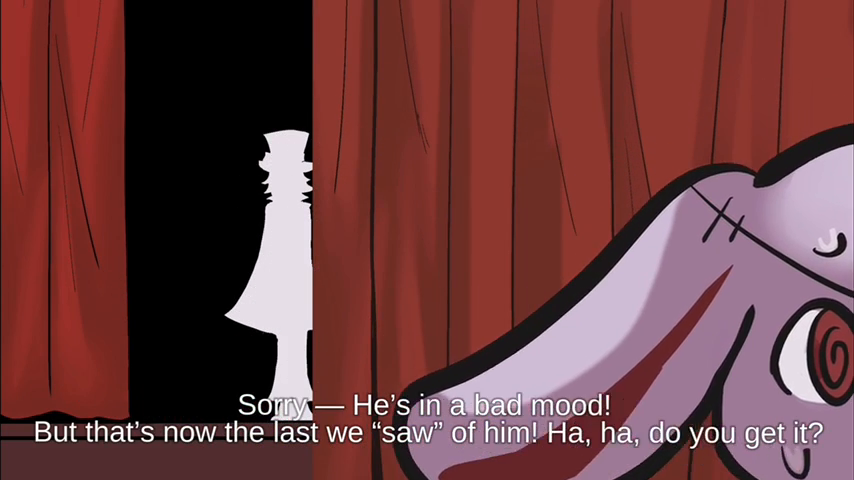 Sorry — He's in a bad mood!
But that's now the last we “saw” of him! Ha, ha, do you get it?